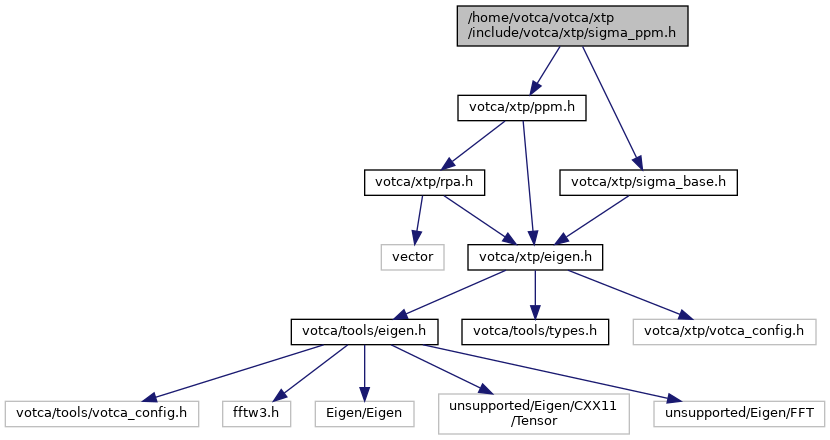 /home/votca/votca/xtp
/include/votca/xtp/sigma_ppm.h
votca/xtp/ppm.h
votca/xtp/rpa.h
votca/xtp/sigma_base.h
vector
votca/xtp/eigen.h
votca/tools/eigen.h
votca/tools/types.h
votca/xtp/votca_config.h
votca/tools/votca_config.h
fftw3.h
Eigen/Eigen
unsupported/Eigen/CXX11
/Tensor
unsupported/Eigen/FFT